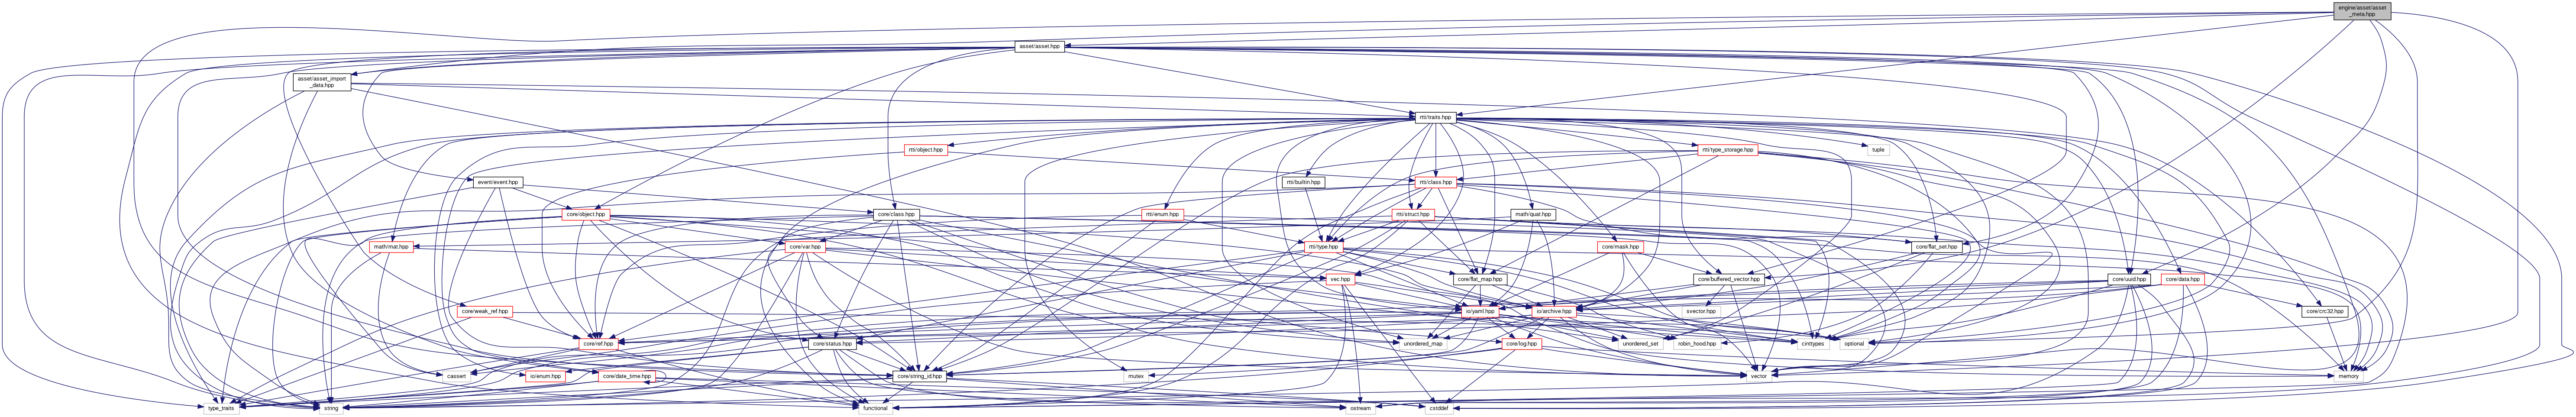 engine/asset/asset
_meta.hpp
asset/asset.hpp
asset/asset_import
_data.hpp
rtti/traits.hpp
rtti/object.hpp
rtti/type_storage.hpp
tuple
event/event.hpp
rtti/builtin.hpp
rtti/class.hpp
core/object.hpp
core/class.hpp
rtti/enum.hpp
rtti/struct.hpp
math/quat.hpp
math/mat.hpp
core/var.hpp
rtti/type.hpp
core/mask.hpp
core/flat_set.hpp
vec.hpp
core/flat_map.hpp
core/buffered_vector.hpp
core/uuid.hpp
core/data.hpp
core/weak_ref.hpp
io/yaml.hpp
io/archive.hpp
svector.hpp
core/crc32.hpp
core/ref.hpp
core/status.hpp
unordered_map
core/log.hpp
unordered_set
robin_hood.hpp
cinttypes
optional
cassert
io/enum.hpp
core/date_time.hpp
core/string_id.hpp
mutex
vector
memory
type_traits
string
functional
ostream
cstddef